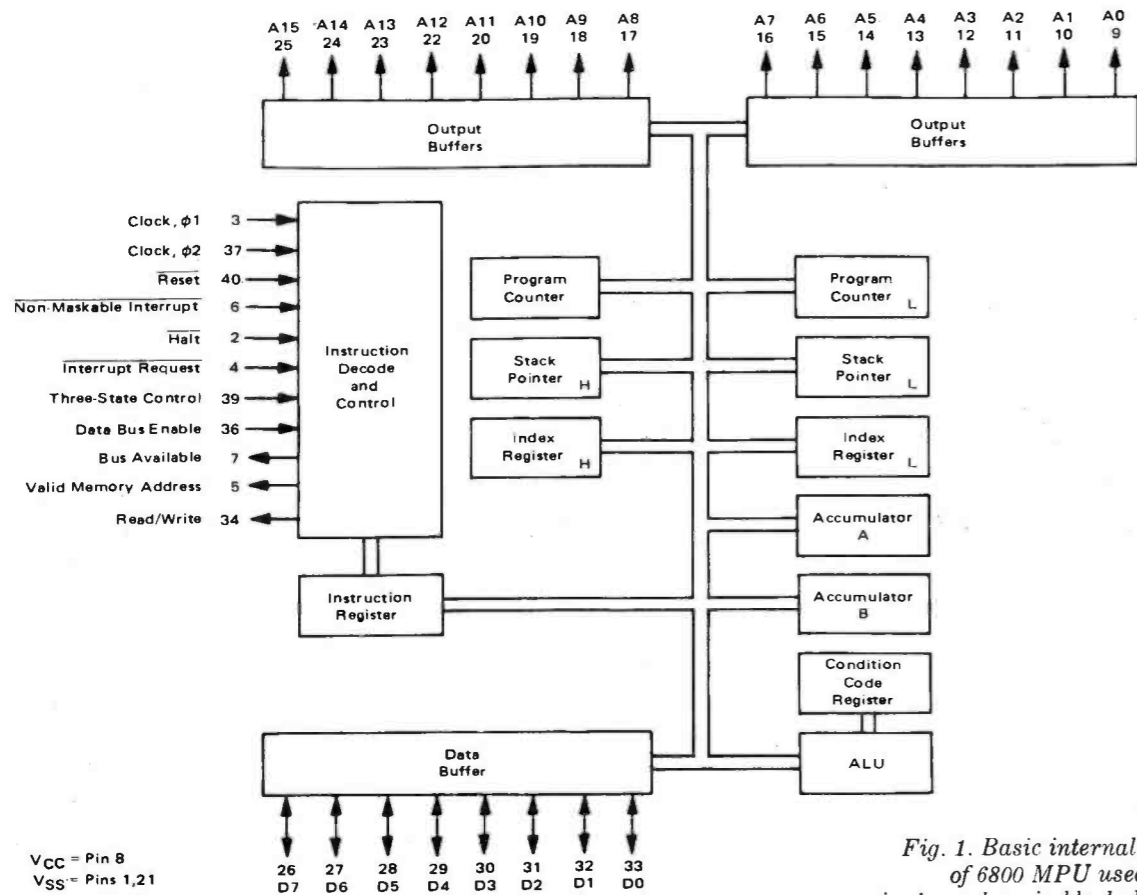 A15 A14 A13 A12 A11 A10 A9 A8 A7 A6 A5 A4 A3 A2 A1 A0
25 24 23 22 20 19 18 17 16 15 14 13 12 11 10 9
Output
Buffers
Output
Buffers
Clock, ϕ1 3
Clock, ϕ2 37
Reset 40
Non-Maskable Interrupt 6
Halt 2
Interrupt Request 4
Three-State Control 39
Data Bus Enable 36
Bus Available 7
Valid Memory Address 5
Read/Write 34
Instruction
Decode
and
Control
Program
Counter
Program
Counter L
Stack
Pointer H
Stack
Pointer L
Index
Register H
Index
Register L
Accumulator
A
Instruction
Register
Accumulator
B
Condition
Code
Register
Data
Buffer
ALU
26 27 28 29 30 31 32 33
D7 D6 D5 D4 D3 D2 D1 D0
VCC = Pin 8
VSS = Pins 1,21
Fig. 1. Basic internal
of 6800 MPU use